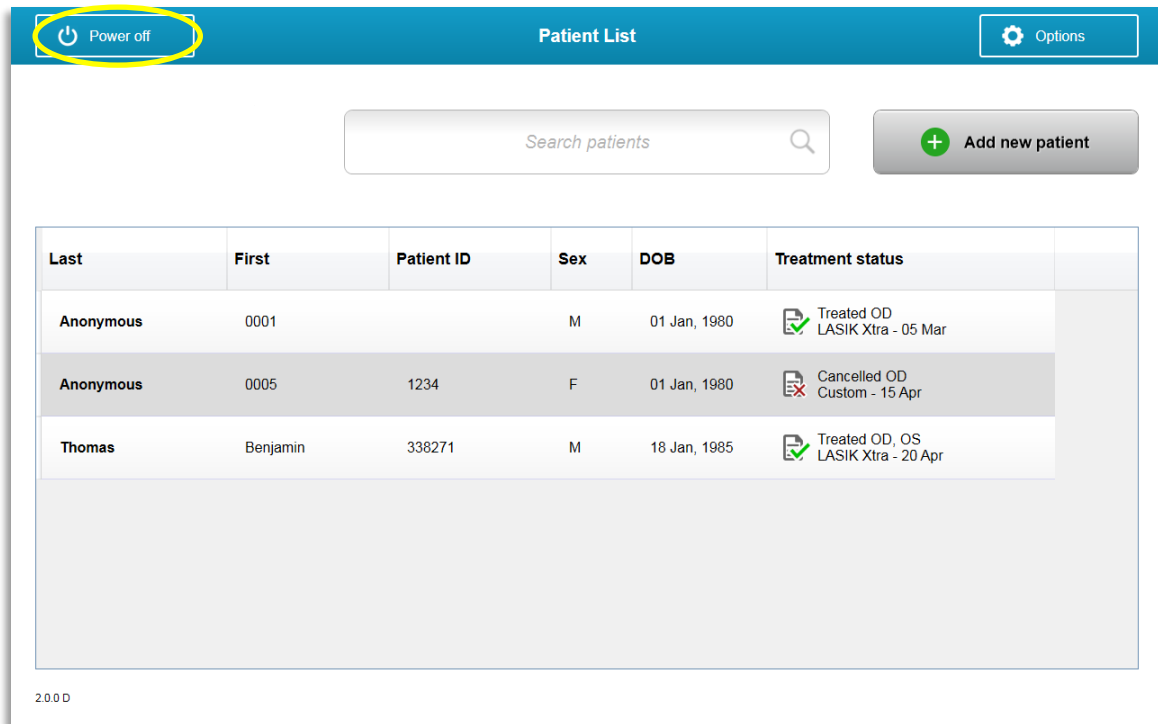 Power off
Patient List
Options
Search patients
Add new patient
Last First Patient ID Sex DOB Treatment status
Anonymous 0001 M 01 Jan, 1980 Treated OD
LASIK Xtra - 05 Mar
Anonymous 0005 1234 F 01 Jan, 1980 Cancelled OD
Custom - 15 Apr
Thomas Benjamin 338271 M 18 Jan, 1985 Treated OD, OS
LASIK Xtra - 20 Apr
2.0.0 D